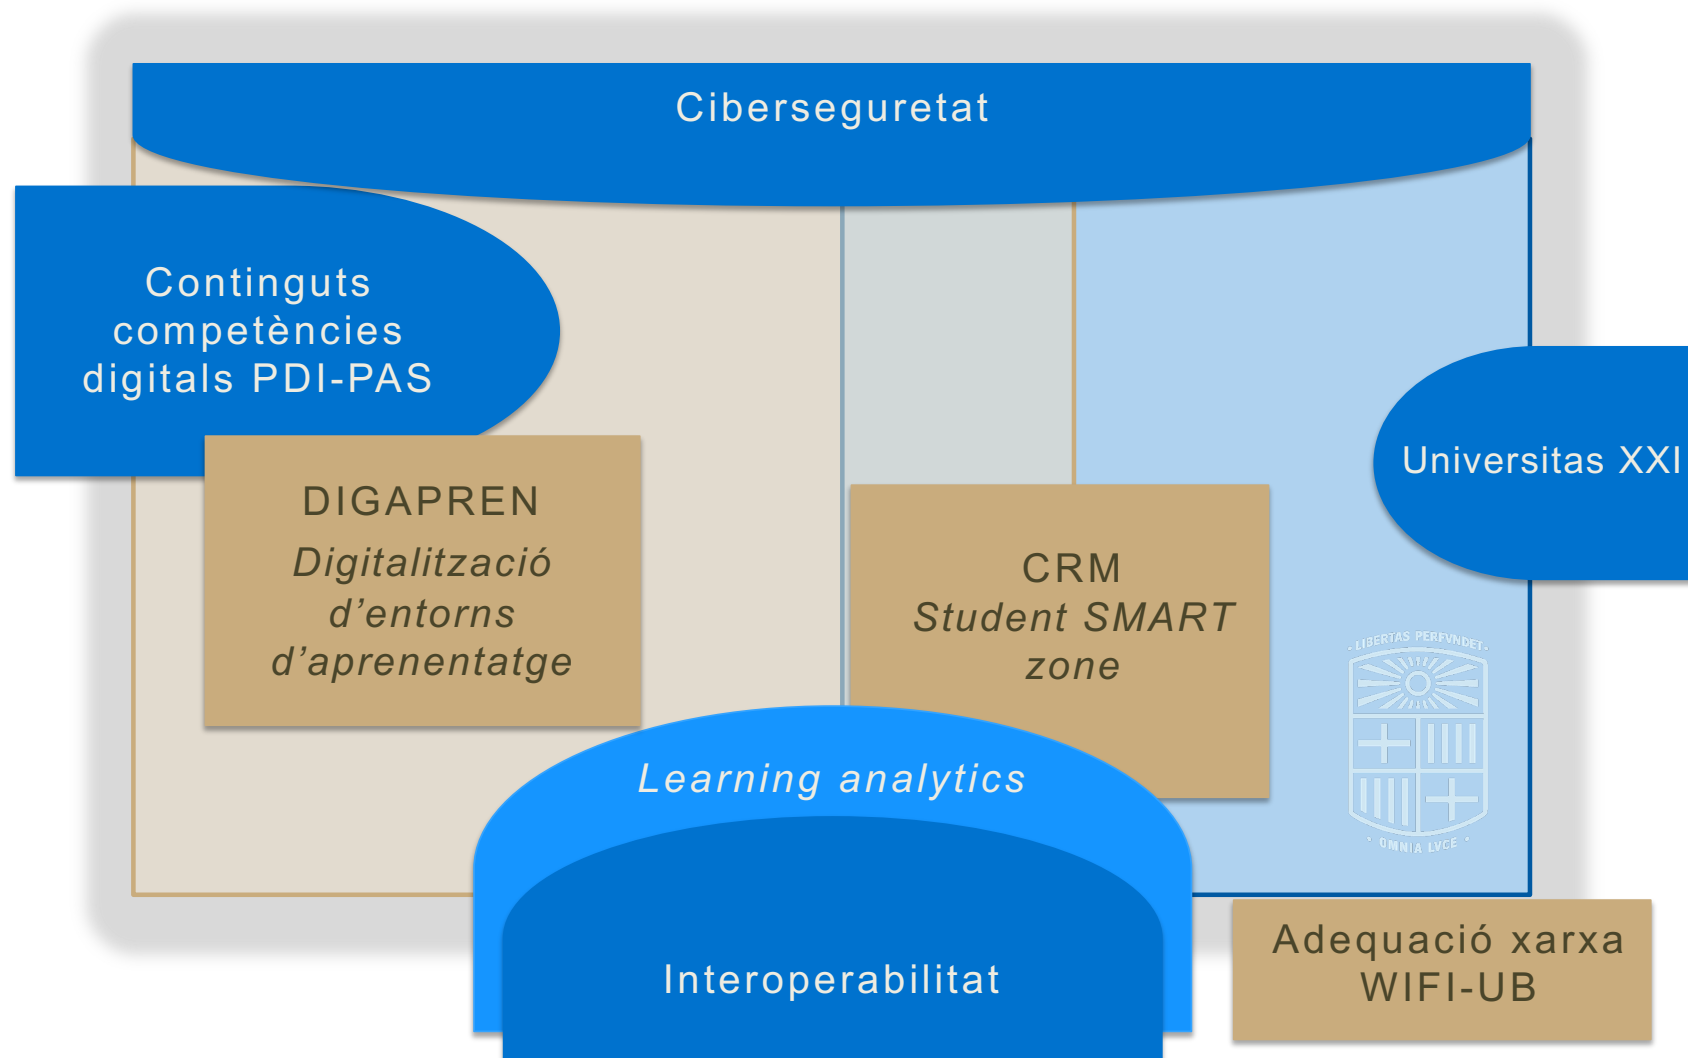 Ciberseguretat
Continguts
competències
digitals PDI-PAS
DIGAPREN
Digitalització
d’entorns
d’aprenentatge
CRM
Student SMART
zone
Universitas XXI
· LIBERTAS PERFVNDET ·
· OMNIA LVCE ·
Learning analytics
Interoperabilitat
Adequació xarxa
WIFI-UB